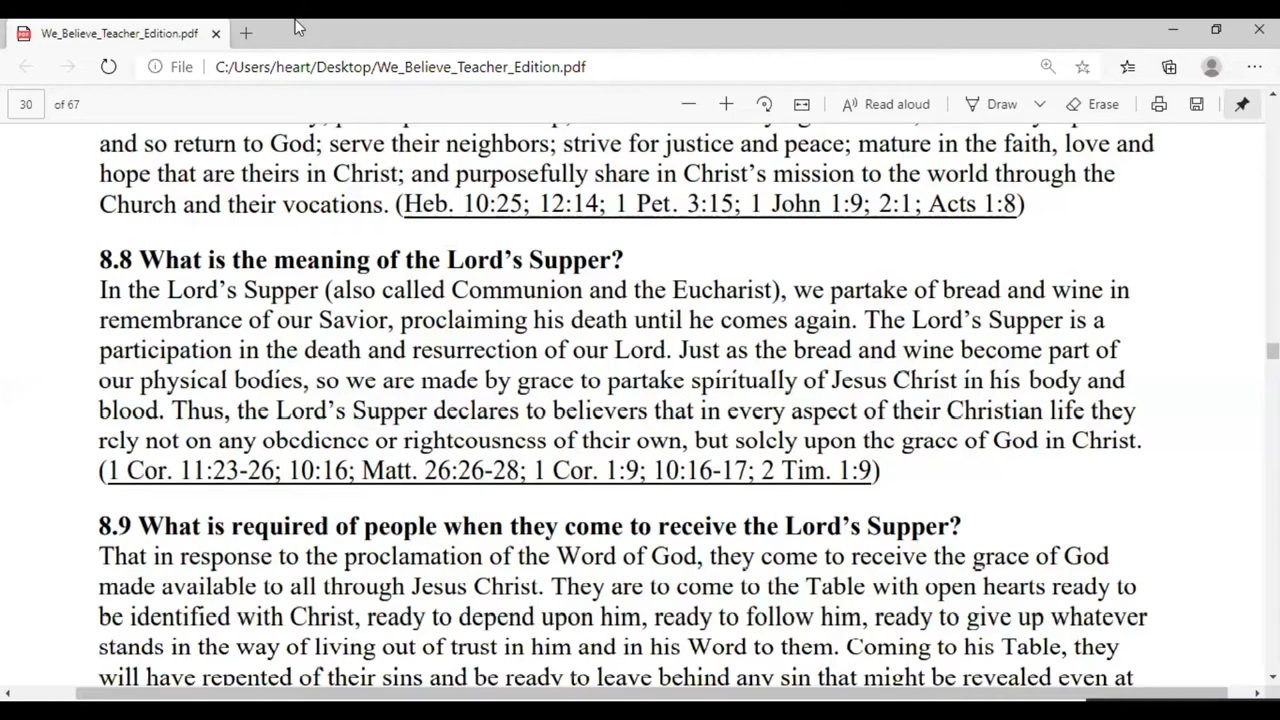 We_Believe_Teacher_Edition.pdf
File C:/Users/heart/Desktop/We_Believe_Teacher_Edition.pdf
30 of 67 Read aloud Draw Erase
and so return to God; serve their neighbors; strive for justice and peace; mature in the faith, love and
hope that are theirs in Christ; and purposefully share in Christ’s mission to the world through the
Church and their vocations. (Heb. 10:25; 12:14; 1 Pet. 3:15; 1 John 1:9; 2:1; Acts 1:8)
8.8 What is the meaning of the Lord’s Supper?
In the Lord’s Supper (also called Communion and the Eucharist), we partake of bread and wine in
remembrance of our Savior, proclaiming his death until he comes again. The Lord’s Supper is a
participation in the death and resurrection of our Lord. Just as the bread and wine become part of
our physical bodies, so we are made by grace to partake spiritually of Jesus Christ in his body and
blood. Thus, the Lord’s Supper declares to believers that in every aspect of their Christian life they
rely not on any obedience or righteousness of their own, but solely upon the grace of God in Christ.
(1 Cor. 11:23-26; 10:16; Matt. 26:26-28; 1 Cor. 1:9; 10:16-17; 2 Tim. 1:9)
8.9 What is required of people when they come to receive the Lord’s Supper?
That in response to the proclamation of the Word of God, they come to receive the grace of God
made available to all through Jesus Christ. They are to come to the Table with open hearts ready to
be identified with Christ, ready to depend upon him, ready to follow him, ready to give up whatever
stands in the way of living out of trust in him and in his Word to them. Coming to his Table, they
will have repented of their sins and be ready to leave behind any sin that might be revealed even at